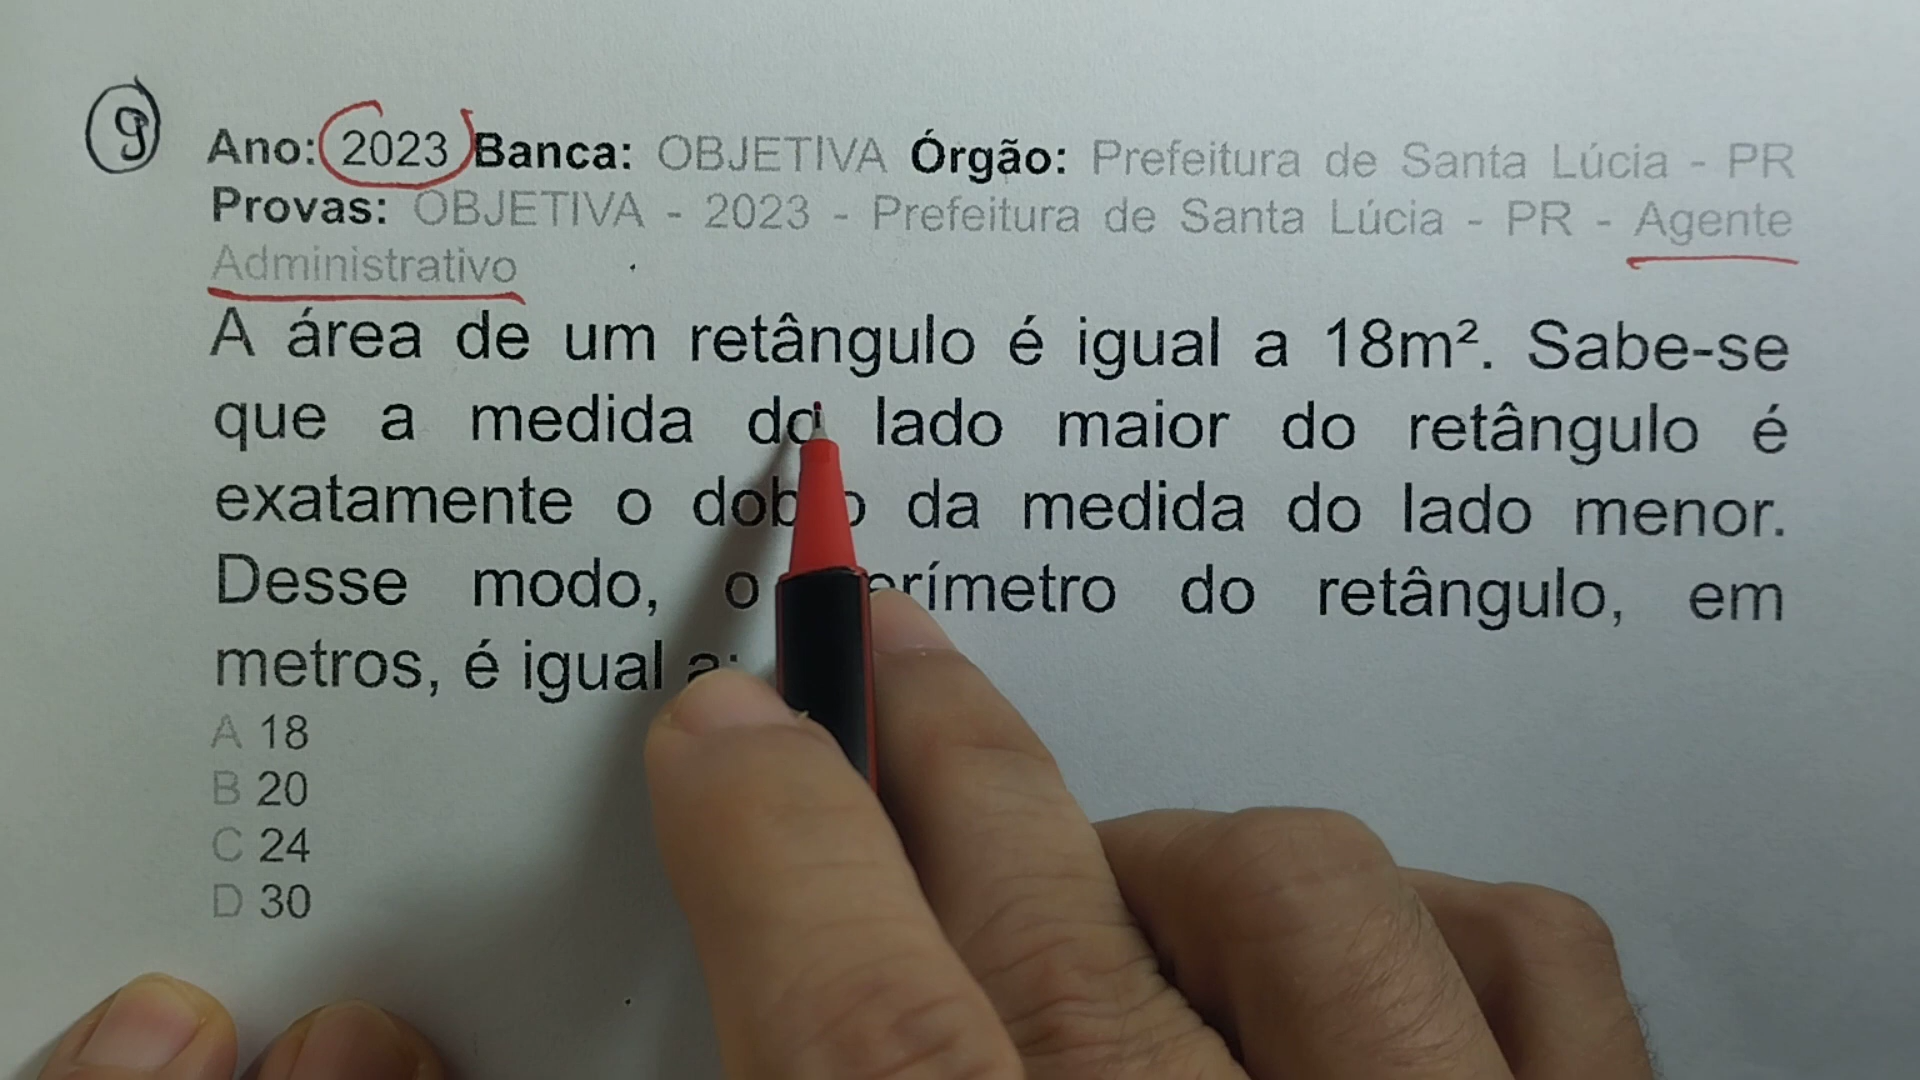 9 Ano: 2023 Banca: OBJETIVA Órgão: Prefeitura de Santa Lúcia - PR
Provas: OBJETIVA - 2023 - Prefeitura de Santa Lúcia - PR - Agente
Administrativo
A área de um retângulo é igual a 18m². Sabe-se
que a medida do lado maior do retângulo é
exatamente o dobro da medida do lado menor.
Desse modo, o perímetro do retângulo, em
metros, é igual a:
A 18
B 20
C 24
D 30